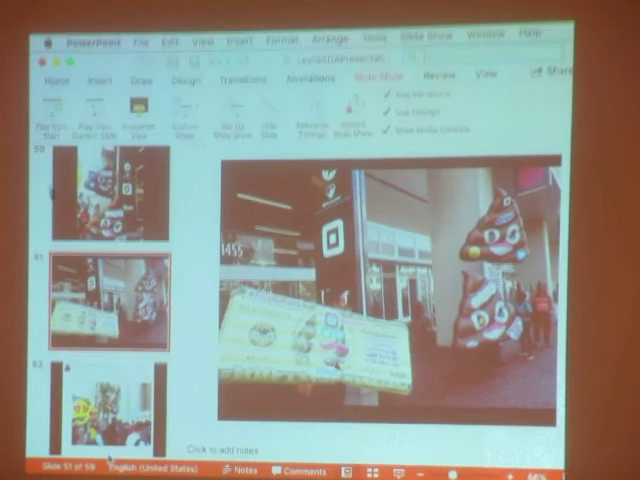 PowerPoint File Edit View Insert Format Arrange Tools Slide Show Window Help
Home Insert Draw Design Transitions Animations Slide Show Review View Share
Play from Start
Play from Current Slide
Presenter View
Custom Show
Set Up Slide Show
Hide Slide
Rehearse Timings
Record Slide Show
Play Narrations
Use Timings
Show Media Controls
50
51
52
1455
Click to add notes
Slide 51 of 59 English (United States) Notes Comments 66%